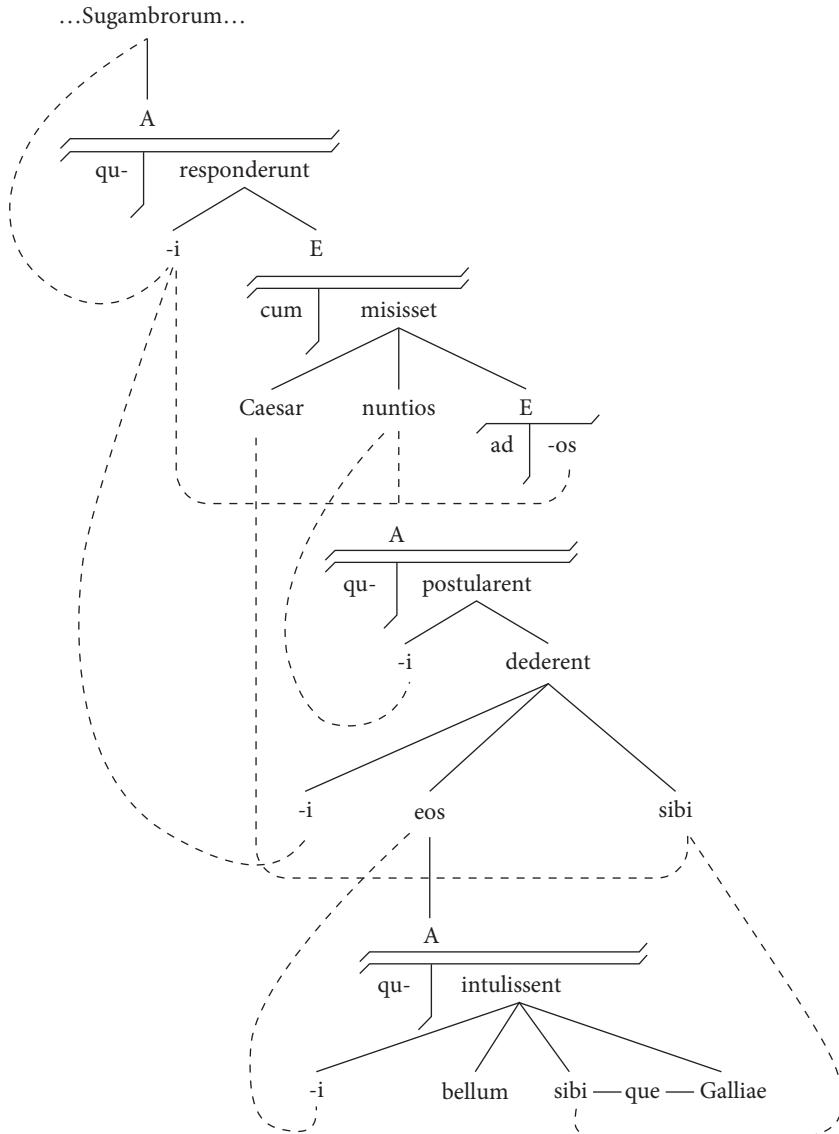 …Sugambrorum…
A
qu- responderunt
-i E
cum misisset
Caesar nuntios E
ad -os
A
qu- postularent
-i dederent
-i eos sibi
A
qu- intulissent
-i bellum sibi — que — Galliae